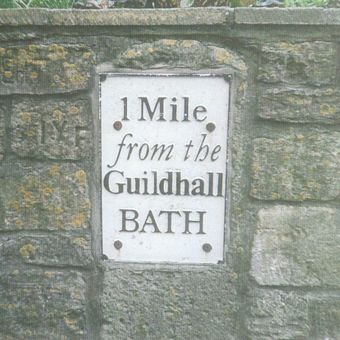 1 Mile
from the
Guildhall
BATH